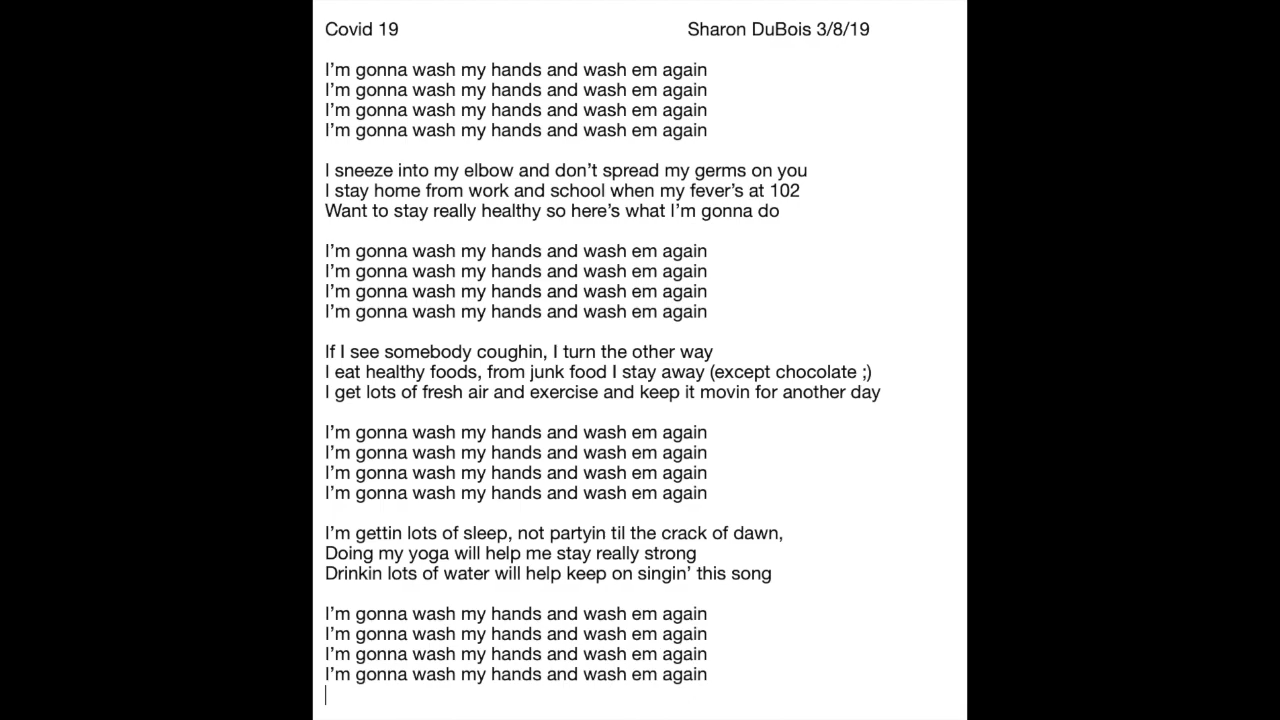 Covid 19 Sharon DuBois 3/8/19
I'm gonna wash my hands and wash em again
I'm gonna wash my hands and wash em again
I'm gonna wash my hands and wash em again
I'm gonna wash my hands and wash em again
I sneeze into my elbow and don't spread my germs on you
I stay home from work and school when my fever's at 102
Want to stay really healthy so here's what I'm gonna do
I'm gonna wash my hands and wash em again
I'm gonna wash my hands and wash em again
I'm gonna wash my hands and wash em again
I'm gonna wash my hands and wash em again
If I see somebody coughin, I turn the other way
I eat healthy foods, from junk food I stay away (except chocolate ;)
I get lots of fresh air and exercise and keep it movin for another day
I'm gonna wash my hands and wash em again
I'm gonna wash my hands and wash em again
I'm gonna wash my hands and wash em again
I'm gonna wash my hands and wash em again
I'm gettin lots of sleep, not partyin til the crack of dawn,
Doing my yoga will help me stay really strong
Drinkin lots of water will help keep on singin' this song
I'm gonna wash my hands and wash em again
I'm gonna wash my hands and wash em again
I'm gonna wash my hands and wash em again
I'm gonna wash my hands and wash em again